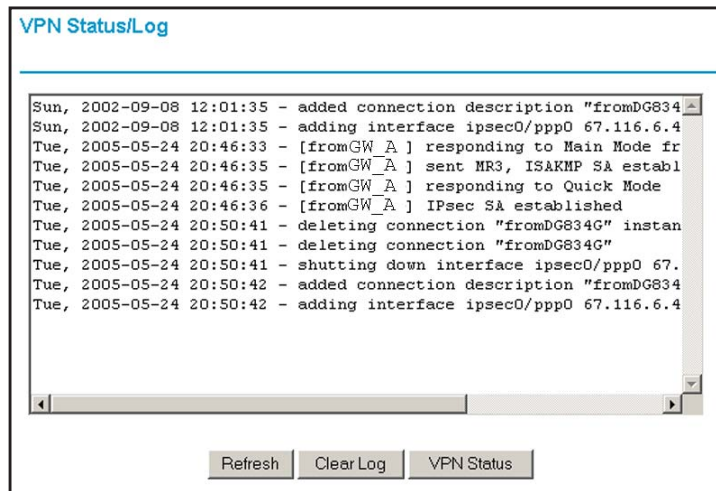 VPN Status/Log
Sun, 2002-09-08 12:01:35 - added connection description "fromDG834
Sun, 2002-09-08 12:01:35 - adding interface ipsec0/ppp0 67.116.6.4
Tue, 2005-05-24 20:46:33 - [fromGW_A ] responding to Main Mode fr
Tue, 2005-05-24 20:46:35 - [fromGW_A ] sent MR3, ISAKMP SA establ
Tue, 2005-05-24 20:46:35 - [fromGW_A ] responding to Quick Mode
Tue, 2005-05-24 20:46:36 - [fromGW_A ] IPsec SA established
Tue, 2005-05-24 20:50:41 - deleting connection "fromDG834G" instan
Tue, 2005-05-24 20:50:41 - deleting connection "fromDG834G"
Tue, 2005-05-24 20:50:41 - shutting down interface ipsec0/ppp0 67.
Tue, 2005-05-24 20:50:42 - added connection description "fromDG834
Tue, 2005-05-24 20:50:42 - adding interface ipsec0/ppp0 67.116.6.4
Refresh Clear Log VPN Status